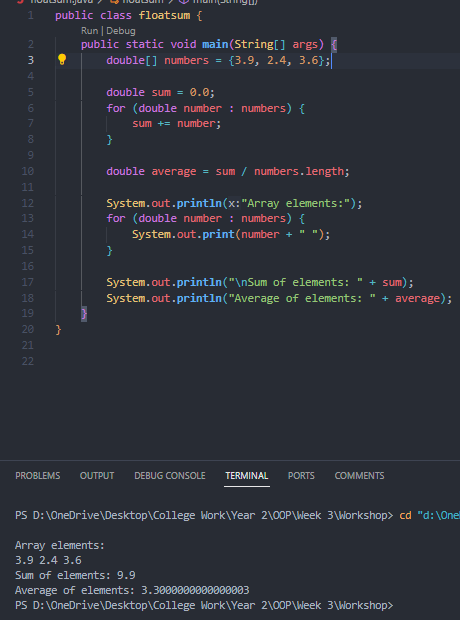 floatsum.java > floatsum > main(String[])
1 public class floatsum {
Run | Debug
2 public static void main(String[] args) {
3 double[] numbers = {3.9, 2.4, 3.6};
4
5 double sum = 0.0;
6 for (double number : numbers) {
7 sum += number;
8 }
9
10 double average = sum / numbers.length;
11
12 System.out.println(x:"Array elements:");
13 for (double number : numbers) {
14 System.out.print(number + " ");
15 }
16
17 System.out.println("\nSum of elements: " + sum);
18 System.out.println("Average of elements: " + average);
19 }
20 }
21
22
PROBLEMS OUTPUT DEBUG CONSOLE TERMINAL PORTS COMMENTS
PS D:\OneDrive\Desktop\College Work\Year 2\OOP\Week 3\Workshop> cd "d:\One
Array elements:
3.9 2.4 3.6
Sum of elements: 9.9
Average of elements: 3.3000000000000003
PS D:\OneDrive\Desktop\College Work\Year 2\OOP\Week 3\Workshop>